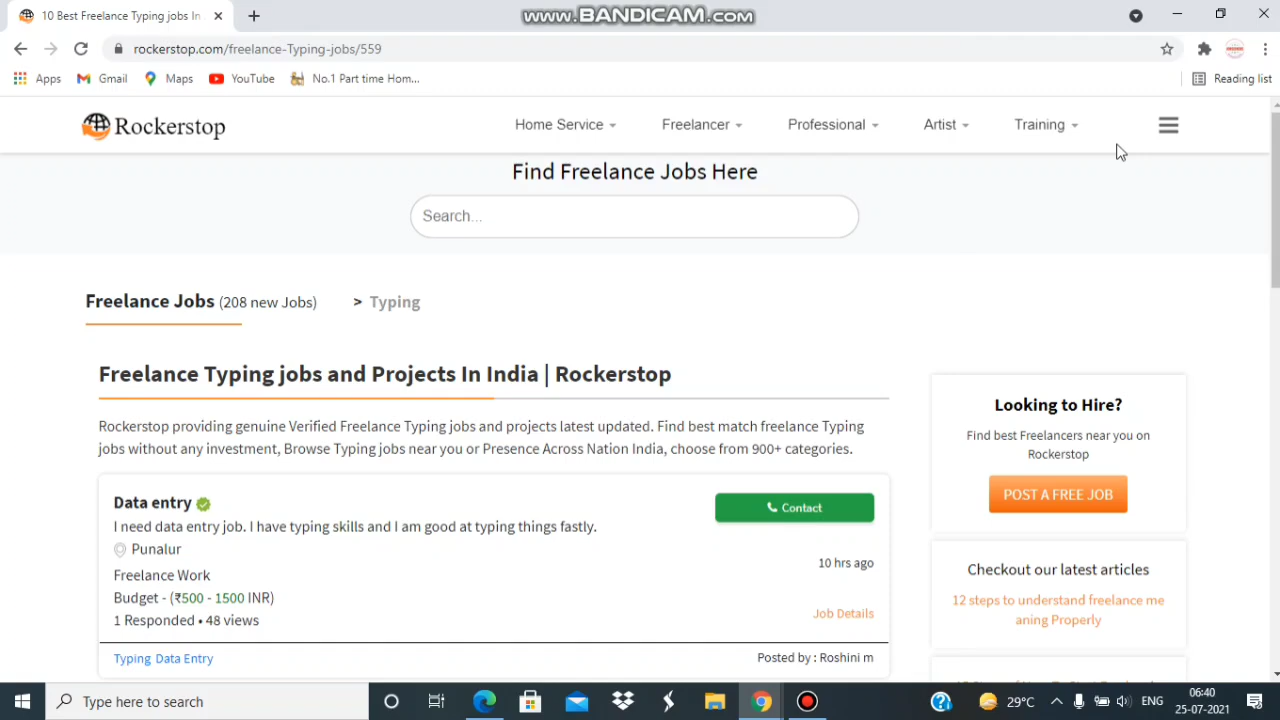 10 Best Freelance Typing jobs In
www.BANDICAM.com
rockerstop.com/freelance-Typing-jobs/559
Apps
Gmail
Maps
YouTube
No.1 Part time Hom...
Reading list
Rockerstop
Home Service
Freelancer
Professional
Artist
Training
Find Freelance Jobs Here
Search...
Freelance Jobs (208 new Jobs) > Typing
Freelance Typing jobs and Projects In India | Rockerstop
Rockerstop providing genuine Verified Freelance Typing jobs and projects latest updated. Find best match freelance Typing
jobs without any investment, Browse Typing jobs near you or Presence Across Nation India, choose from 900+ categories.
Data entry
Contact
I need data entry job. I have typing skills and I am good at typing things fastly.
Punalur
10 hrs ago
Freelance Work
Budget - (₹500 - 1500 INR)
Job Details
1 Responded • 48 views
Typing Data Entry
Posted by : Roshini m
Looking to Hire?
Find best Freelancers near you on
Rockerstop
POST A FREE JOB
Checkout our latest articles
12 steps to understand freelance me
aning Properly
Type here to search
29°C
ENG
06:40
25-07-2021